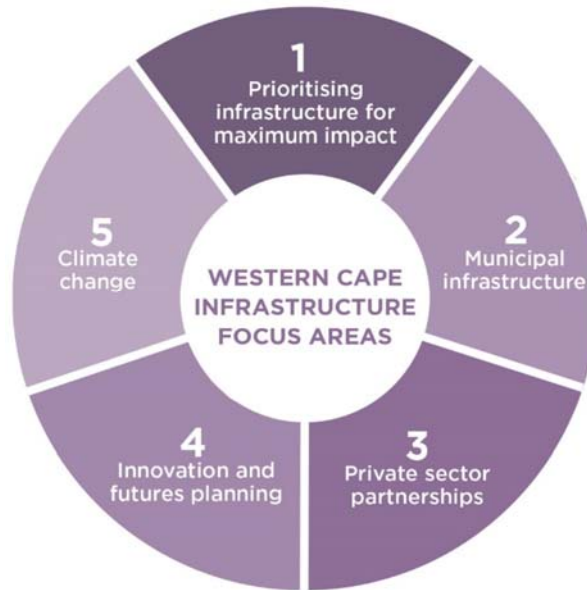 1
Prioritising
infrastructure for
maximum impact
2
Municipal
infrastructure
3
Private sector
partnerships
4
Innovation and
futures planning
5
Climate
change
WESTERN CAPE
INFRASTRUCTURE
FOCUS AREAS